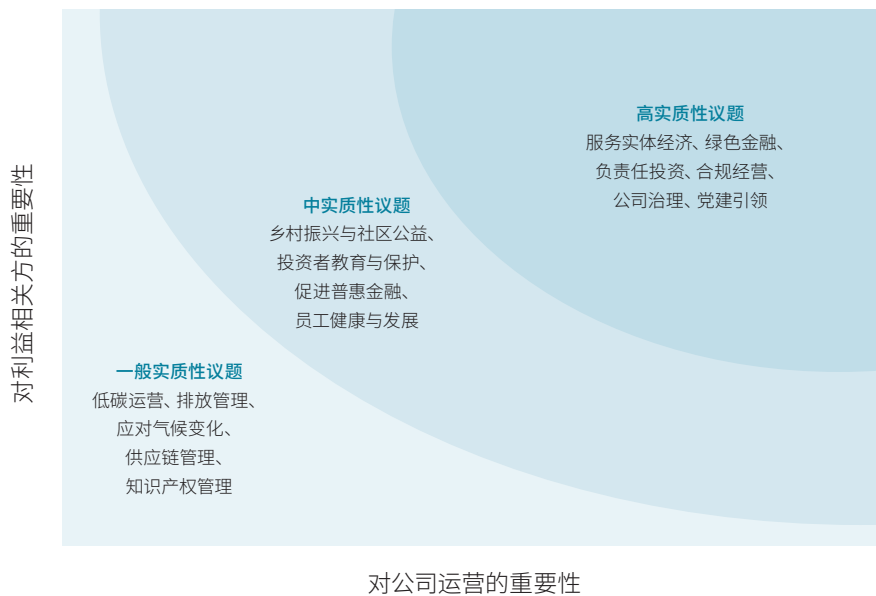 对利益相关方的重要性
高实质性议题
服务实体经济、绿色金融、
负责任投资、合规经营、
公司治理、党建引领
中实质性议题
乡村振兴与社区公益、
投资者教育与保护、
促进普惠金融、
员工健康与发展
一般实质性议题
低碳运营、排放管理、
应对气候变化、
供应链管理、
知识产权管理
对公司运营的重要性